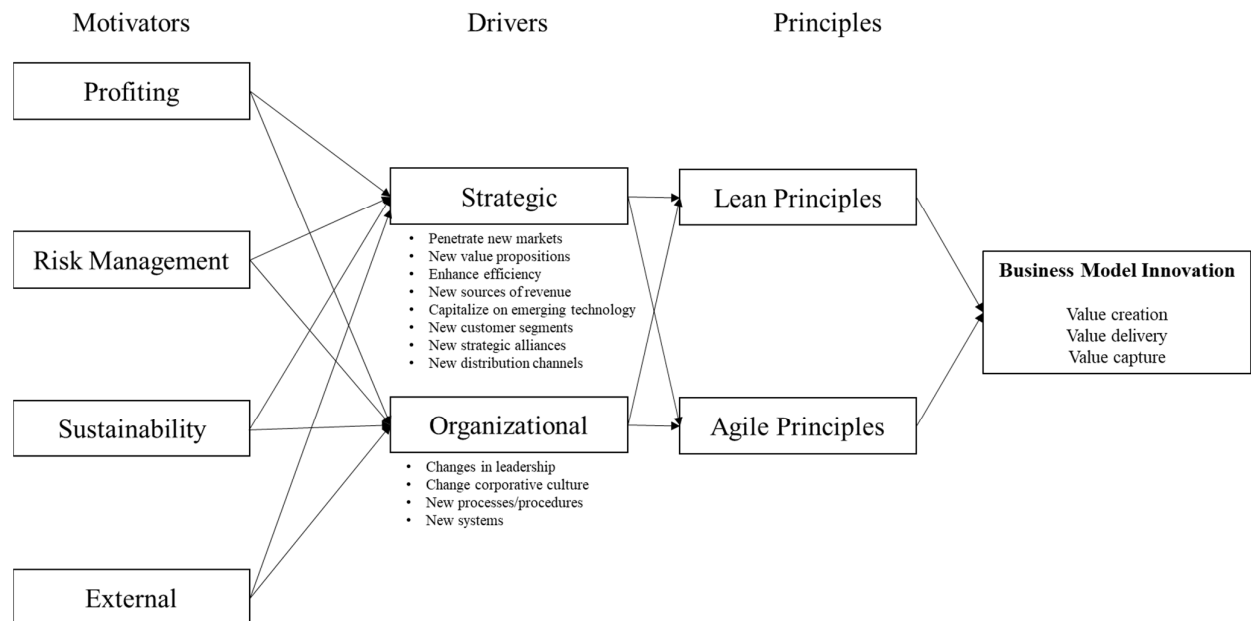 Motivators
Drivers
Principles
Profiting
Risk Management
Sustainability
External
Strategic
• Penetrate new markets
• New value propositions
• Enhance efficiency
• New sources of revenue
• Capitalize on emerging technology
• New customer segments
• New strategic alliances
• New distribution channels
Organizational
• Changes in leadership
• Change corporative culture
• New processes/procedures
• New systems
Lean Principles
Agile Principles
Business Model Innovation
Value creation
Value delivery
Value capture